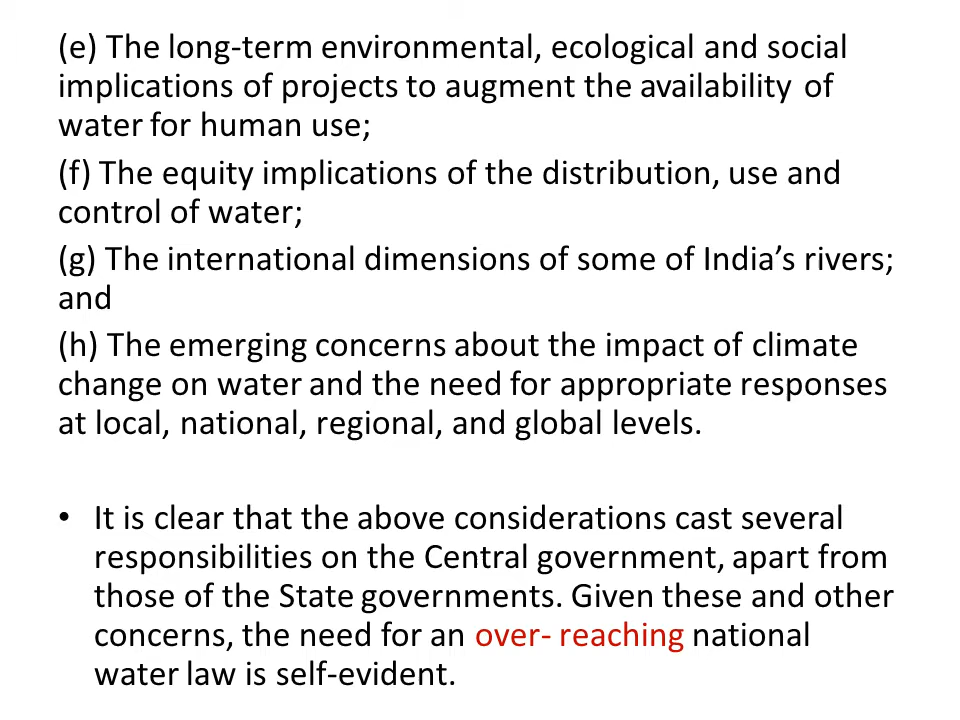 (e) The long-term environmental, ecological and social
implications of projects to augment the availability of
water for human use;
(f) The equity implications of the distribution, use and
control of water;
(g) The international dimensions of some of India’s rivers;
and
(h) The emerging concerns about the impact of climate
change on water and the need for appropriate responses
at local, national, regional, and global levels.
• It is clear that the above considerations cast several
responsibilities on the Central government, apart from
those of the State governments. Given these and other
concerns, the need for an over- reaching national
water law is self-evident.